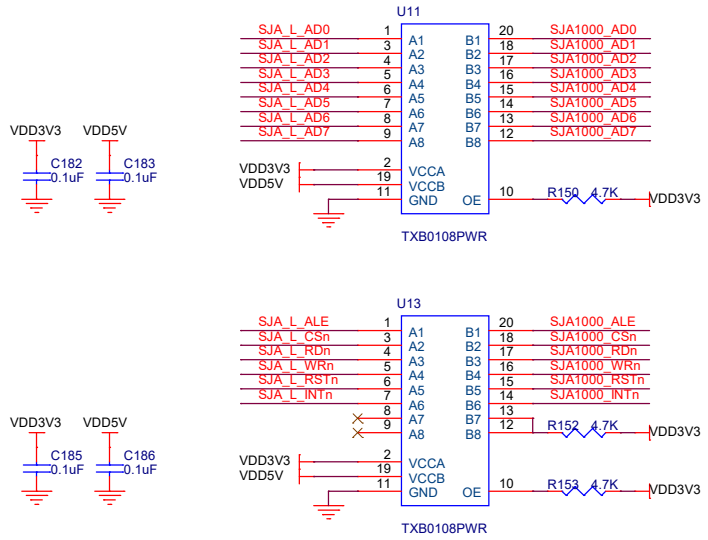 U11
SJA_L_AD0 1 A1 B1 20 SJA1000_AD0
SJA_L_AD1 3 A2 B2 18 SJA1000_AD1
SJA_L_AD2 4 A3 B3 17 SJA1000_AD2
SJA_L_AD3 5 A4 B4 16 SJA1000_AD3
SJA_L_AD4 6 A5 B5 15 SJA1000_AD4
SJA_L_AD5 7 A6 B6 14 SJA1000_AD5
SJA_L_AD6 8 A7 B7 13 SJA1000_AD6
SJA_L_AD7 9 A8 B8 12 SJA1000_AD7
VDD3V3 VDD5V
C182 C183
0.1uF 0.1uF
VDD3V3 2 VCCA
VDD5V 19 VCCB
11 GND OE 10 R150 4.7K VDD3V3
TXB0108PWR
U13
SJA_L_ALE 1 A1 B1 20 SJA1000_ALE
SJA_L_CSn 3 A2 B2 18 SJA1000_CSn
SJA_L_RDn 4 A3 B3 17 SJA1000_RDn
SJA_L_WRn 5 A4 B4 16 SJA1000_WRn
SJA_L_RSTn 6 A5 B5 15 SJA1000_RSTn
SJA_L_INTn 7 A6 B6 14 SJA1000_INTn
8 A7 B7 13
9 A8 B8 12 R152 4.7K VDD3V3
VDD3V3 VDD5V
C185 C186
0.1uF 0.1uF
VDD3V3 2 VCCA
VDD5V 19 VCCB
11 GND OE 10 R153 4.7K VDD3V3
TXB0108PWR